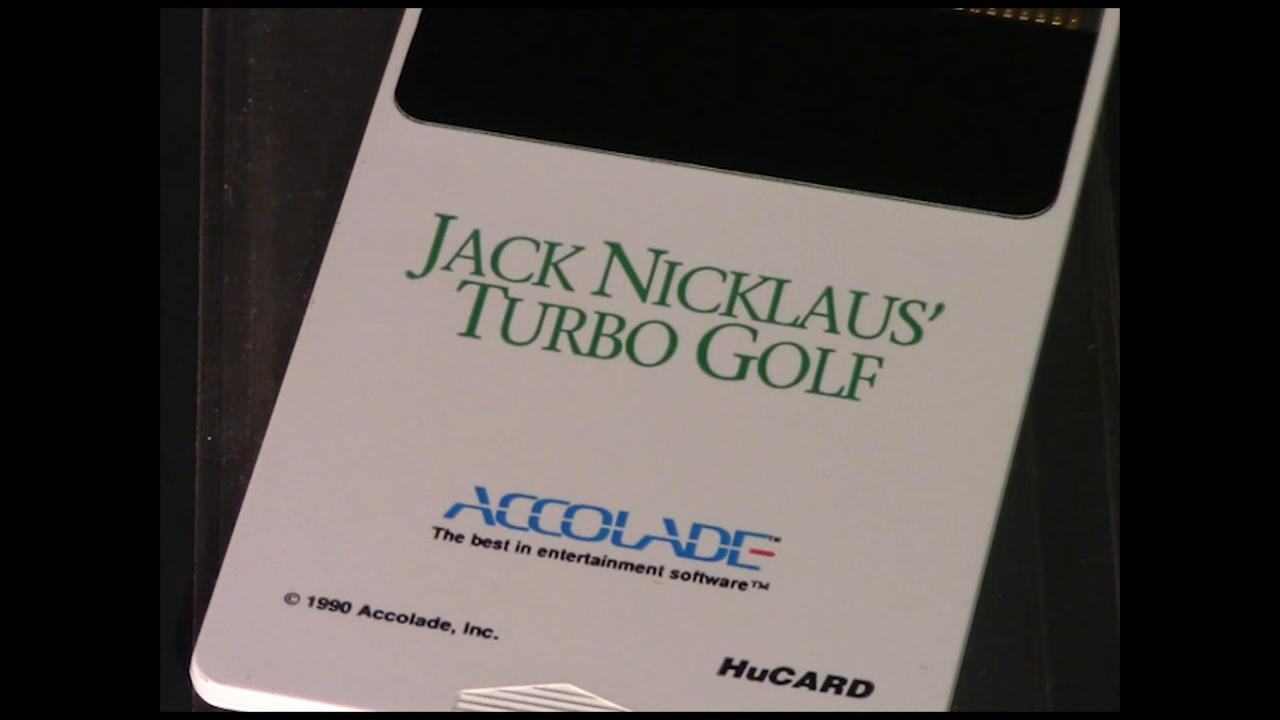 JACK NICKLAUS'
TURBO GOLF
ACCOLADE™
The best in entertainment software™
© 1990 Accolade, Inc.
HuCARD